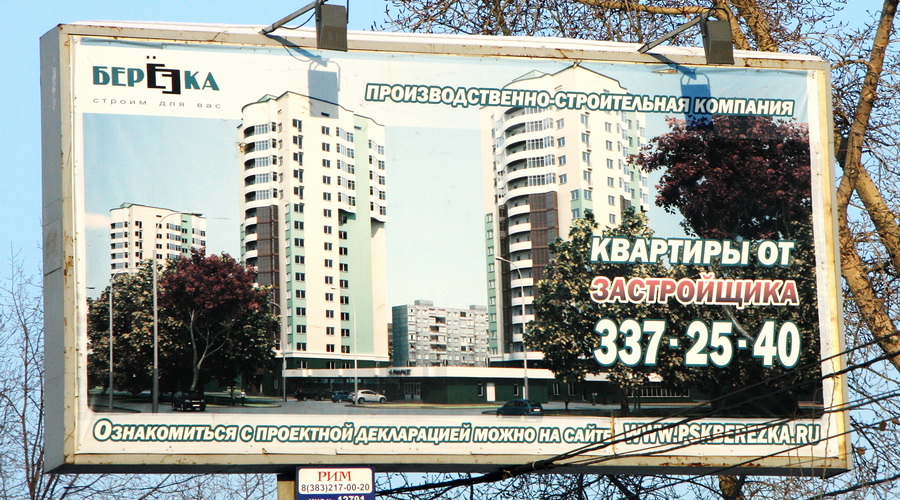 БЕРЁЗКА
строим для вас
ПРОИЗВОДСТВЕННО-СТРОИТЕЛЬНАЯ КОМПАНИЯ
КВАРТИРЫ ОТ
ЗАСТРОЙЩИКА
337-25-40
ОЗНАКОМИТЬСЯ С ПРОЕКТНОЙ ДЕКЛАРАЦИЕЙ МОЖНО НА САЙТЕ WWW.PSKBEREZKA.RU
РИМ
8(383)217-00-20
12791